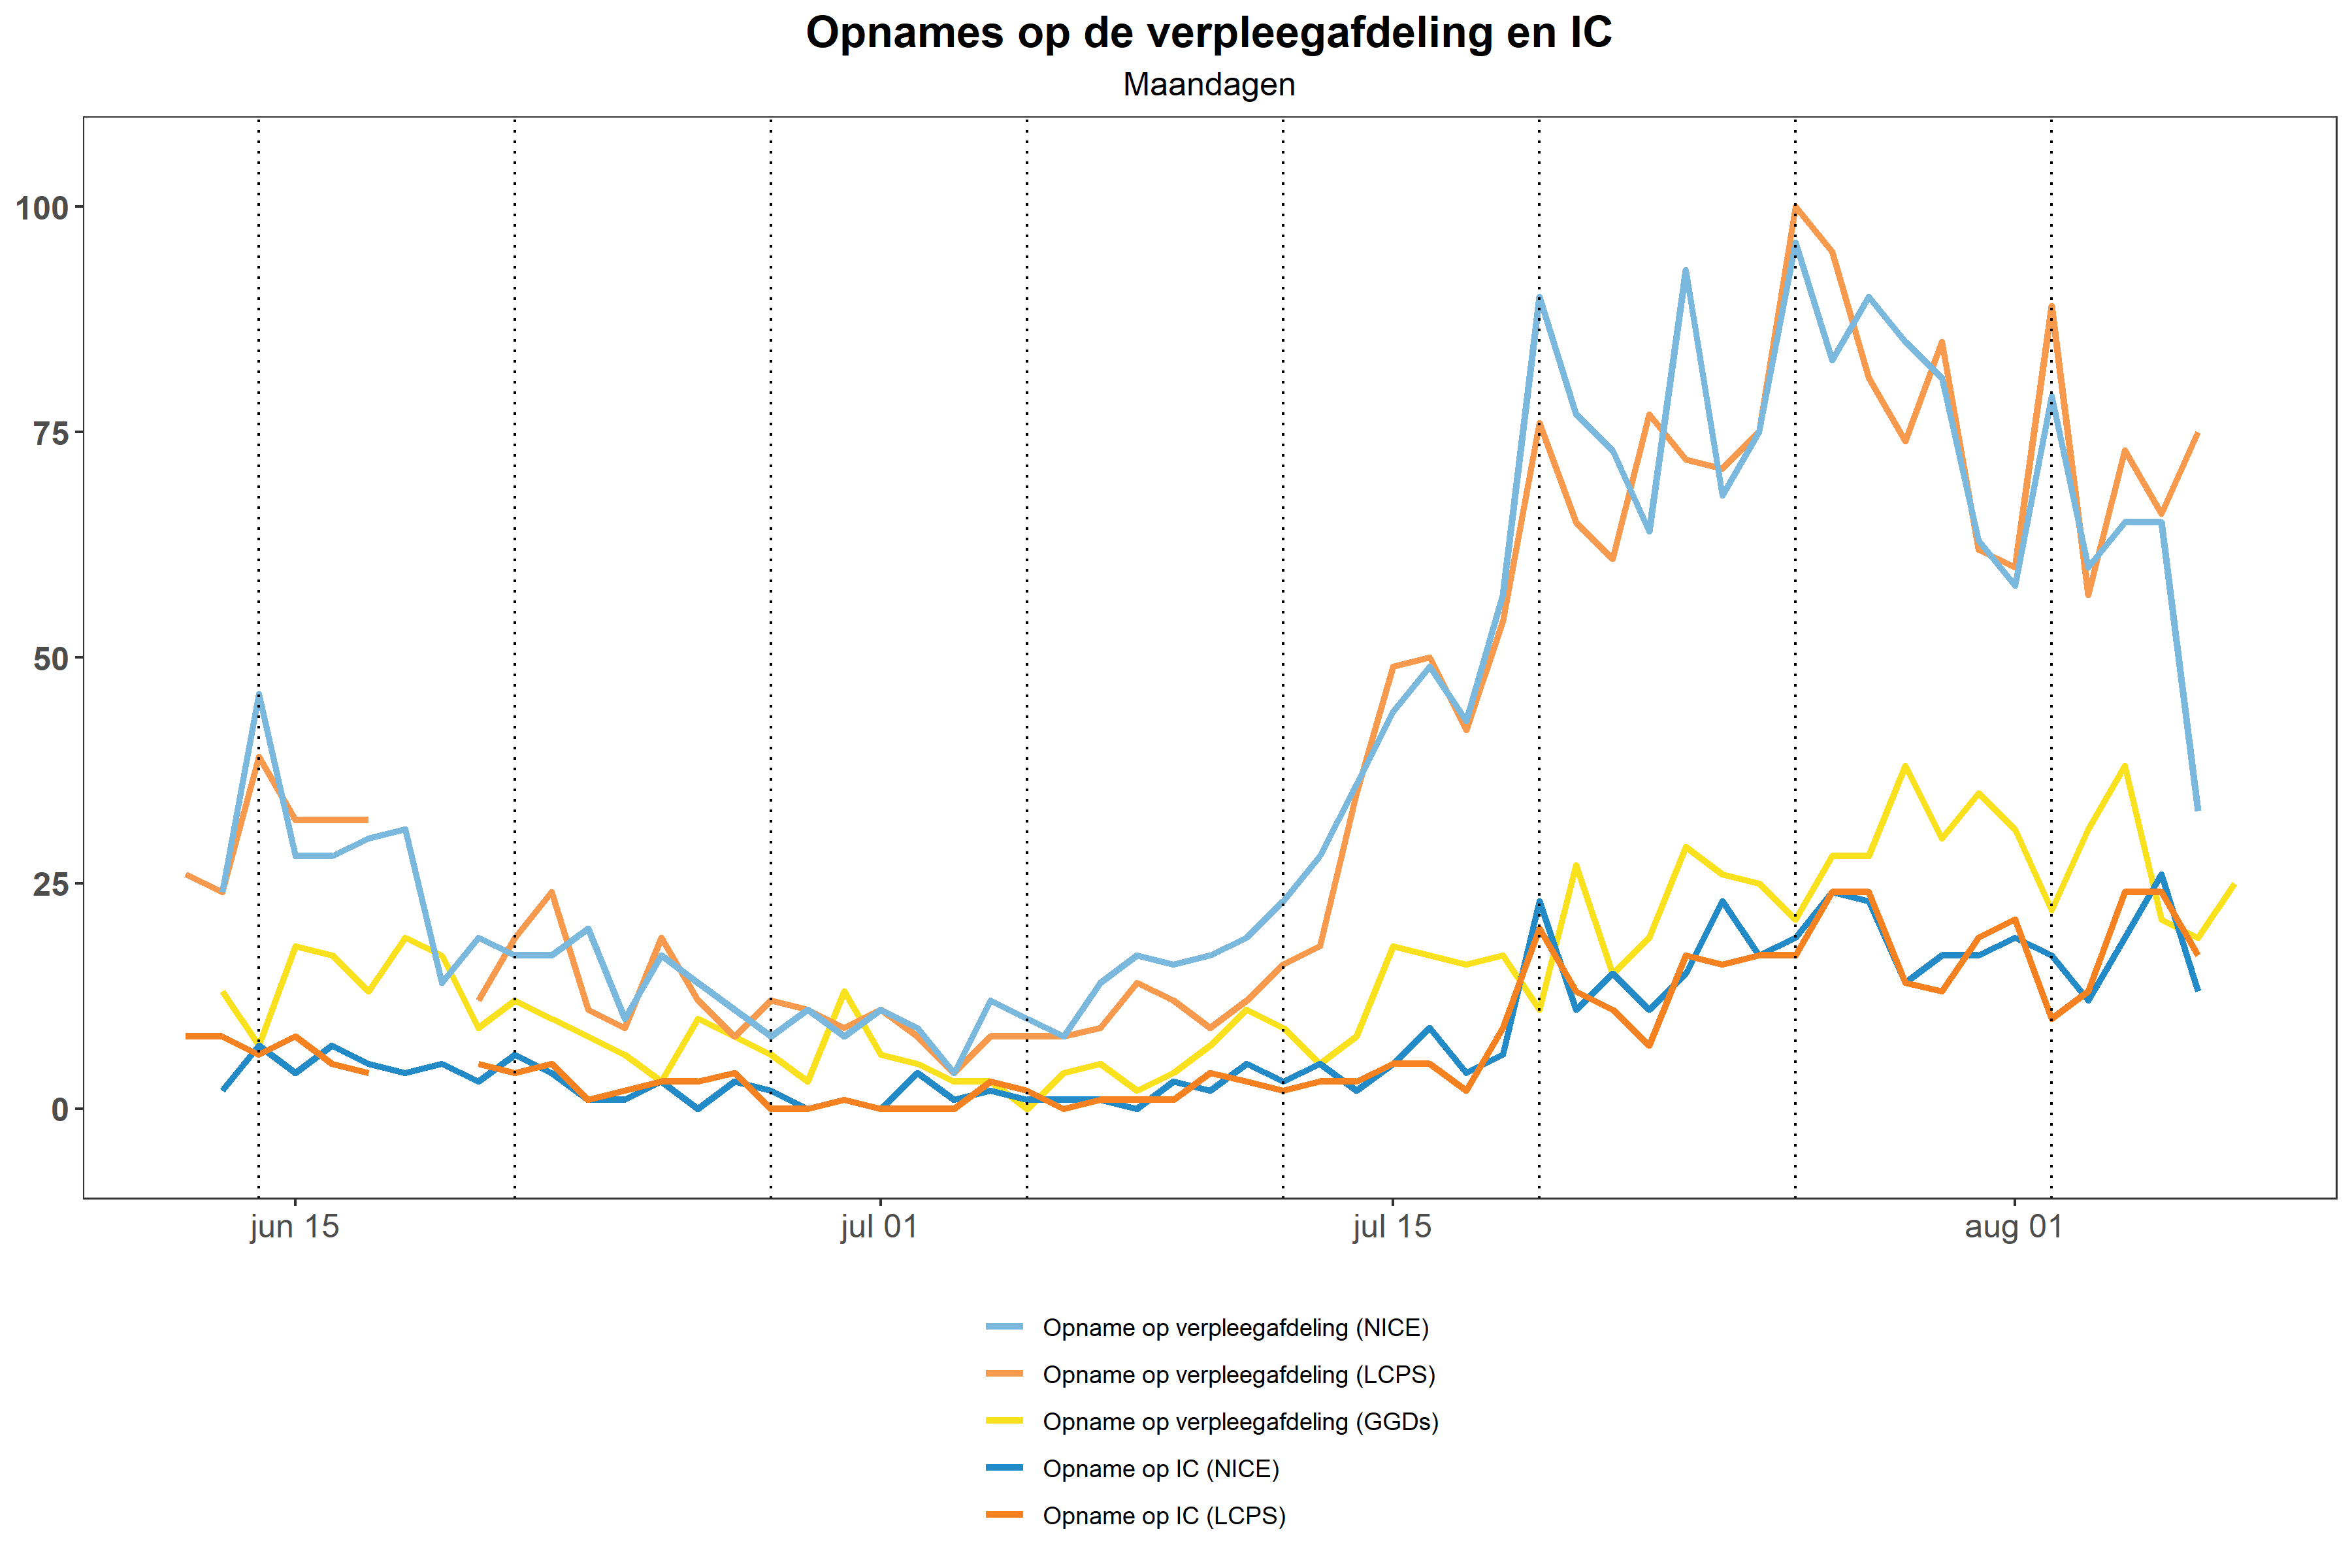 Opnames op de verpleegafdeling en IC
Maandagen
100
75
50
25
0
jun 15
jul 01
jul 15
aug 01
Opname op verpleegafdeling (NICE)
Opname op verpleegafdeling (LCPS)
Opname op verpleegafdeling (GGDs)
Opname op IC (NICE)
Opname op IC (LCPS)